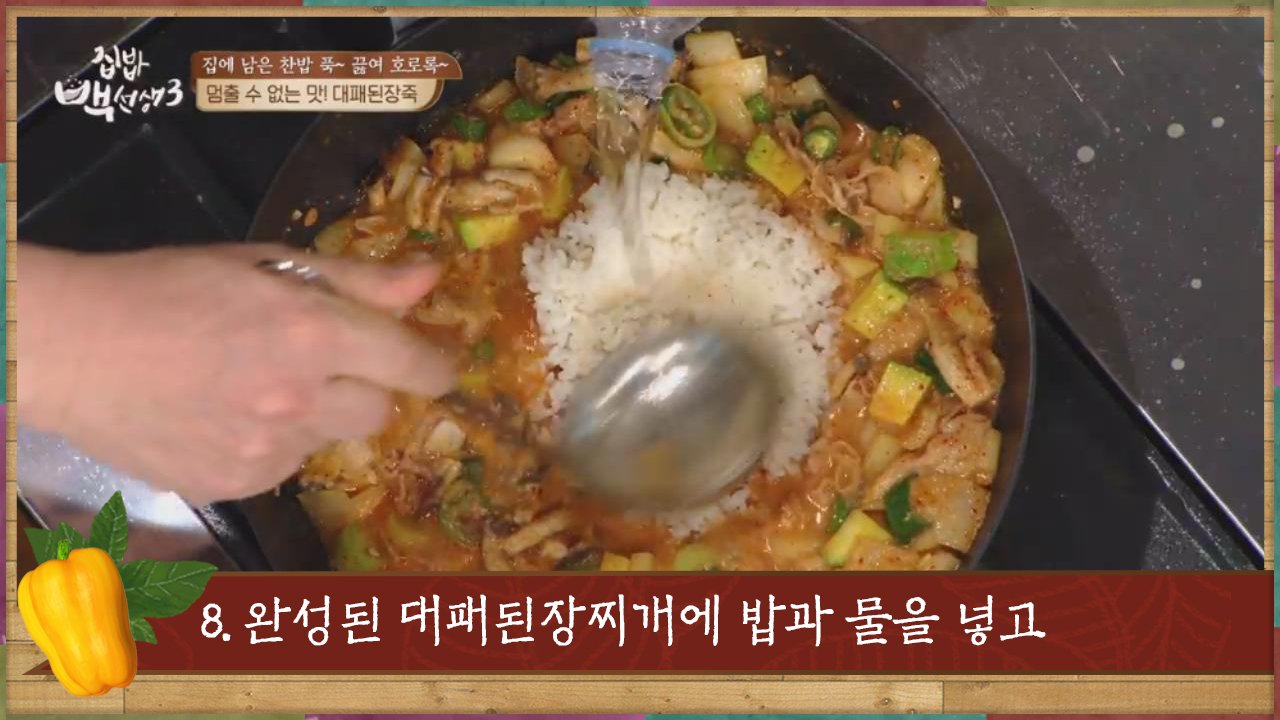 집밥
백선생3
집에 남은 찬밥 푹~ 끓여 호로록~
멈출 수 없는 맛! 대패된장죽
8. 완성된 대패된장찌개에 밥과 물을 넣고